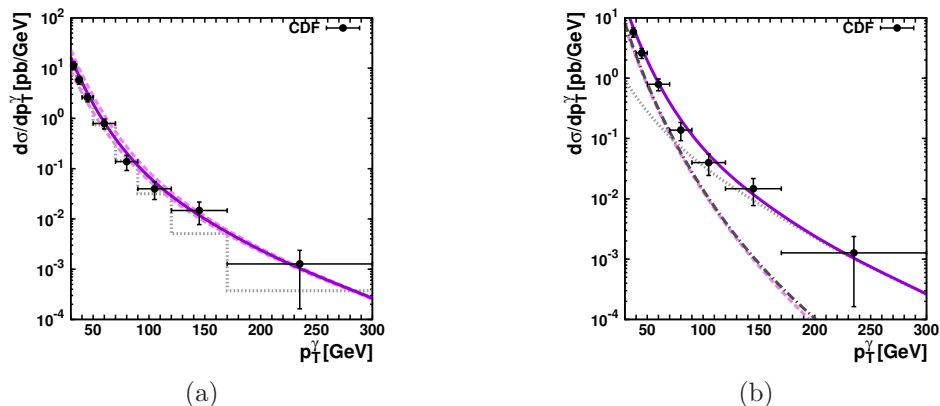 10² CDF
10¹
10⁰
10⁻¹
10⁻²
10⁻³
10⁻⁴
dσ/dp_T^γ [pb/GeV]
50 100 150 200 250 300
p_T^γ [GeV]
(a)
10¹ CDF
10⁰
10⁻¹
10⁻²
10⁻³
10⁻⁴
dσ/dp_T^γ [pb/GeV]
50 100 150 200 250 300
p_T^γ [GeV]
(b)